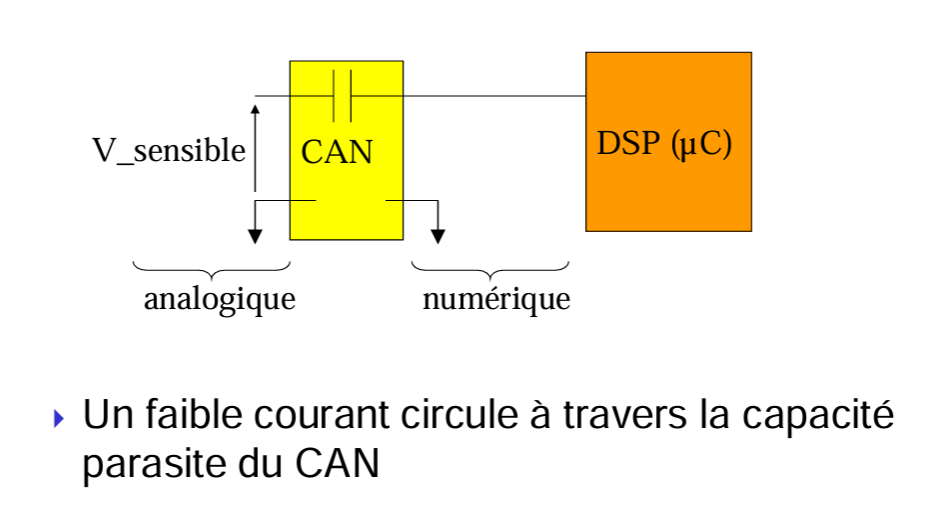 V_sensible
CAN
DSP (µC)
analogique
numérique
Un faible courant circule à travers la capacité
parasite du CAN